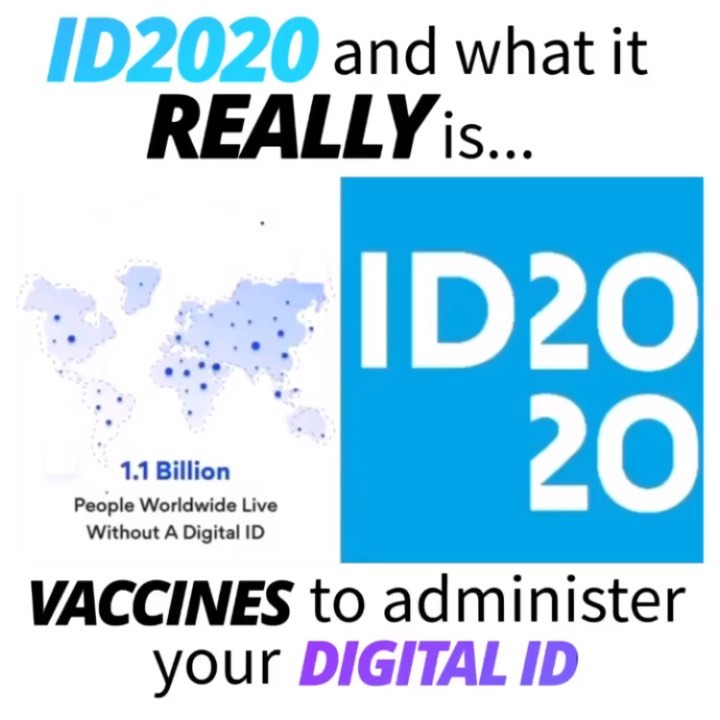 ID2020 and what it
REALLY is...
1.1 Billion
People Worldwide Live
Without A Digital ID
ID20
20
VACCINES to administer
your DIGITAL ID